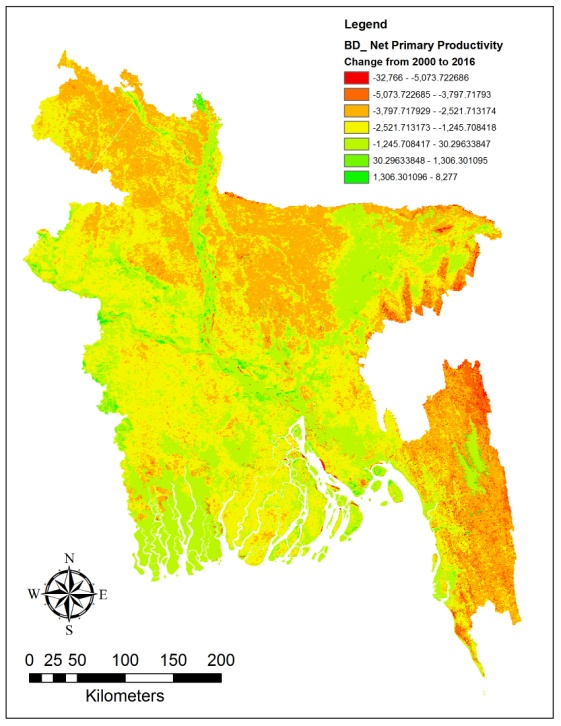 Legend
BD_ Net Primary Productivity
Change from 2000 to 2016
-32,766 - -5,073.722686
-5,073.722685 - -3,797.71793
-3,797.717929 - -2,521.713174
-2,521.713173 - -1,245.708418
-1,245.708417 - 30.29633847
30.29633848 - 1,306.301095
1,306.301096 - 8,277
N
W E
S
0 25 50 100 150 200
Kilometers